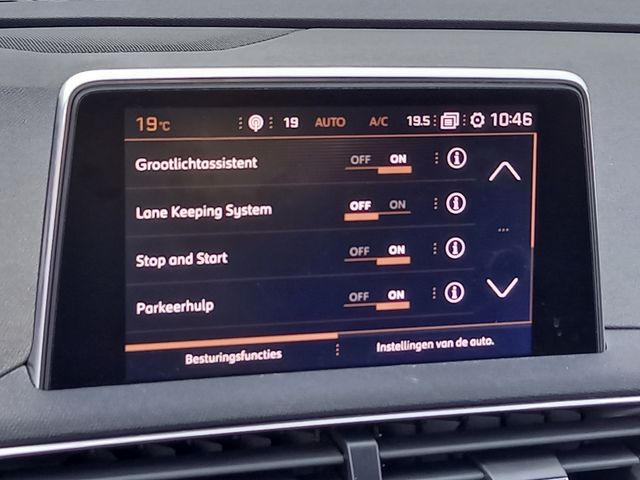 19°C 19 AUTO A/C 19.5 10:46
Grootlichtassistent OFF ON
Lane Keeping System OFF ON
Stop and Start OFF ON
Parkeerhulp OFF ON
Besturingsfuncties Instellingen van de auto.